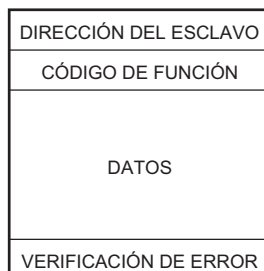 DIRECCIÓN DEL ESCLAVO
CÓDIGO DE FUNCIÓN
DATOS
VERIFICACIÓN DE ERROR